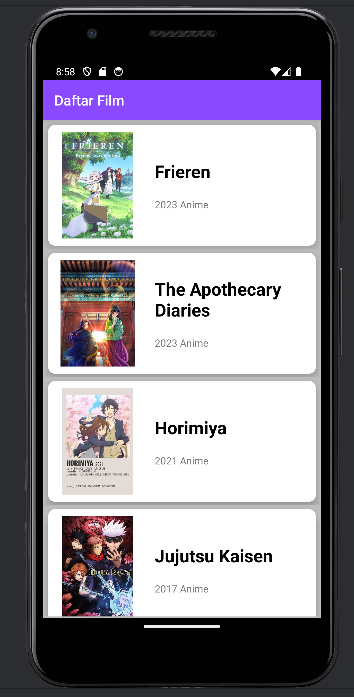 8:58
Daftar Film
FRIEREN
Frieren
2023 Anime
The Apothecary
Diaries
2023 Anime
HORIMIYA 2021
Horimiya
2021 Anime
Jujutsu Kaisen
2017 Anime